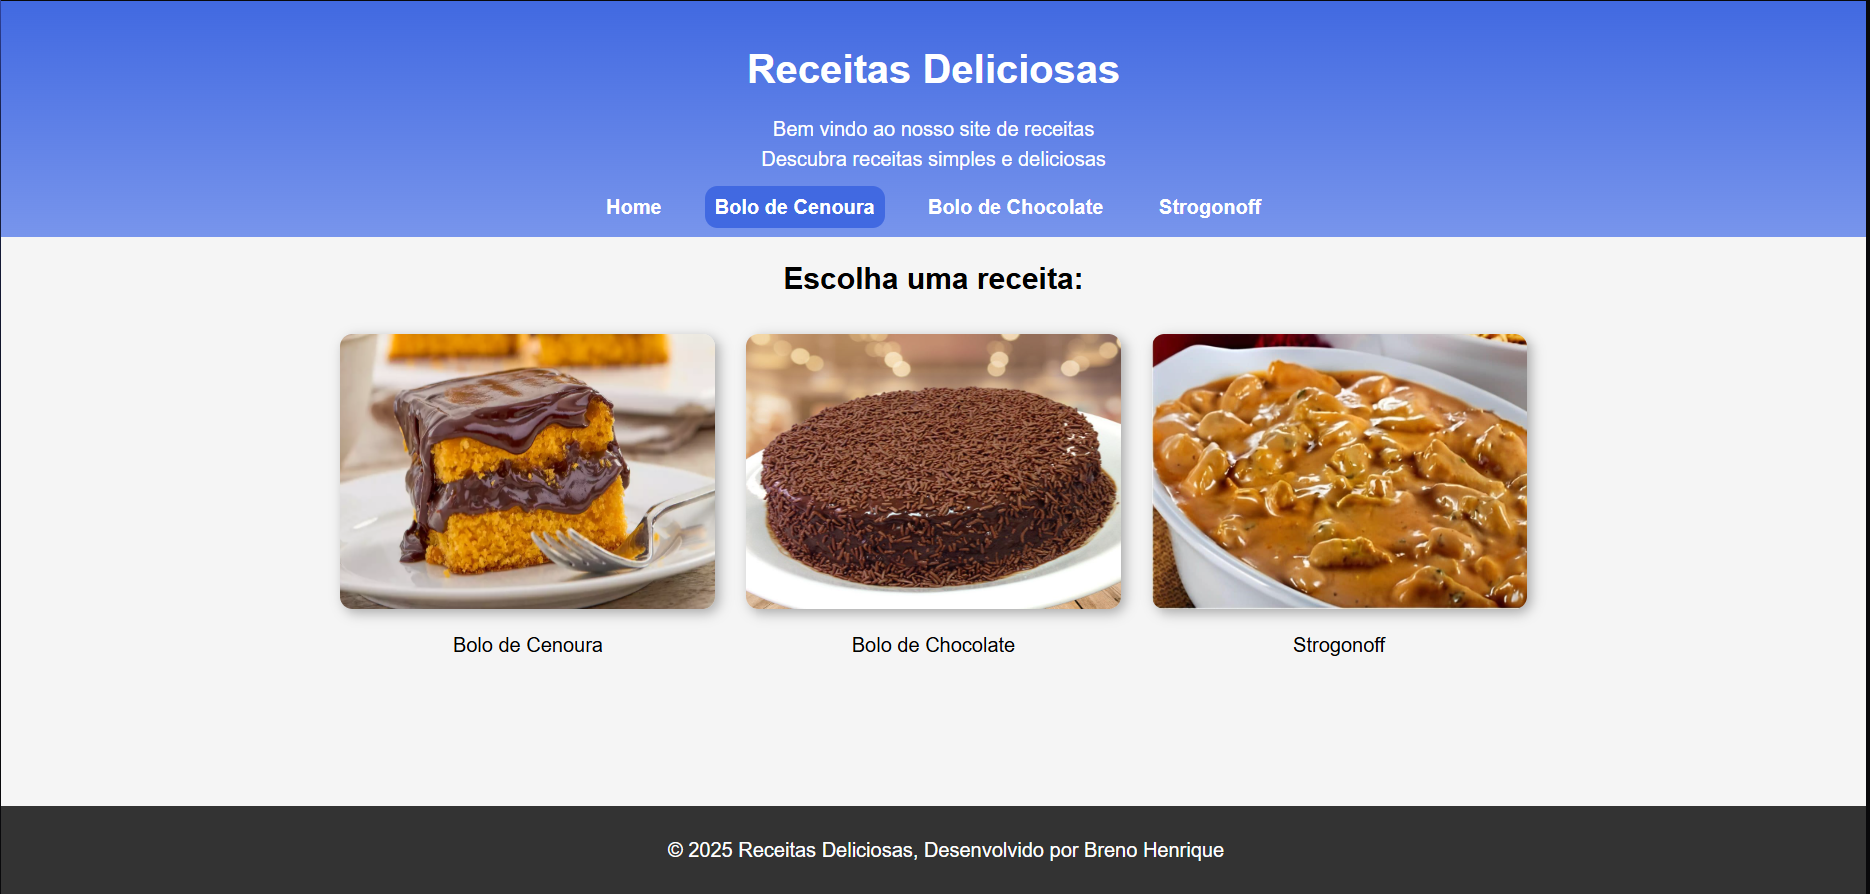 Receitas Deliciosas
Bem vindo ao nosso site de receitas
Descubra receitas simples e deliciosas
Home Bolo de Cenoura Bolo de Chocolate Strogonoff
Escolha uma receita:
Bolo de Cenoura Bolo de Chocolate Strogonoff
© 2025 Receitas Deliciosas, Desenvolvido por Breno Henrique